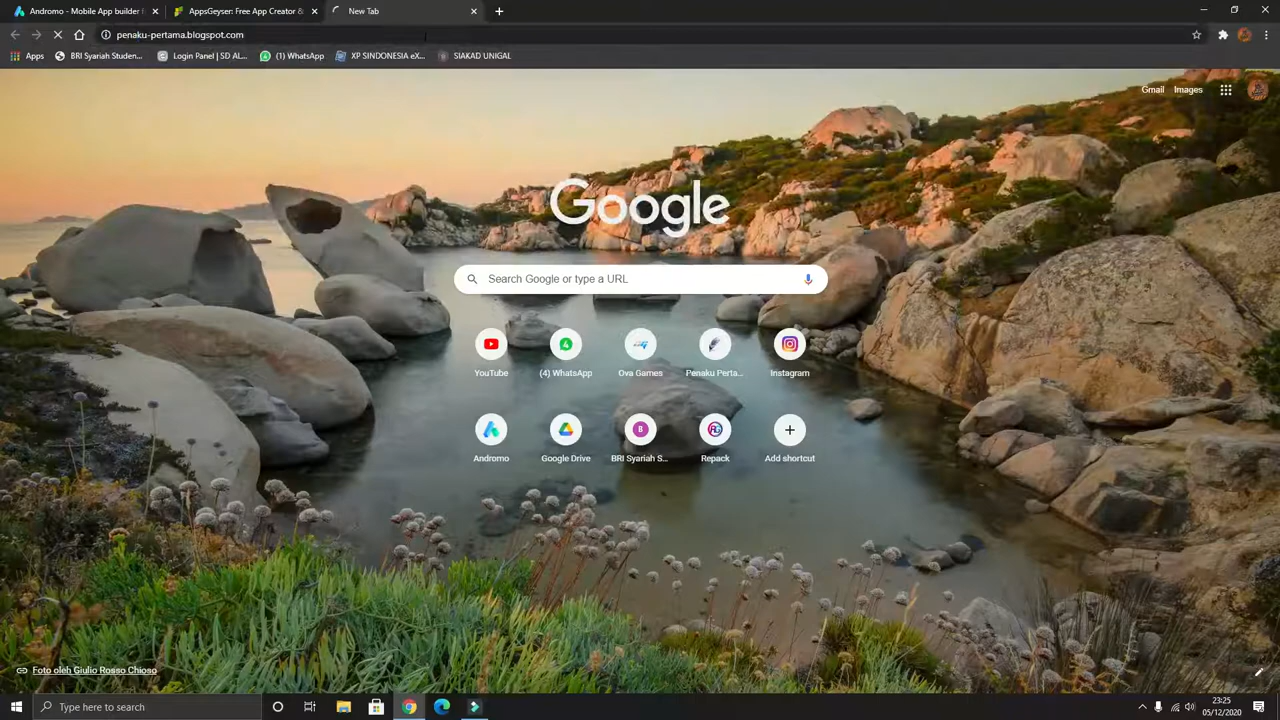 Andromo - Mobile App builder f
AppsGeyser: Free App Creator &
New Tab
penaku-pertama.blogspot.com
Apps
BRI Syariah Studen...
Login Panel | SD AL...
(1) WhatsApp
XP SINDONESIA eX...
SIAKAD UNIGAL
Gmail
Images
Google
Search Google or type a URL
YouTube
(4) WhatsApp
Ova Games
Penaku Perta...
Instagram
Andromo
Google Drive
BRI Syariah S...
Repack
Add shortcut
Foto oleh Giulio Rosso Chioso
Type here to search
23:25
05/12/2020